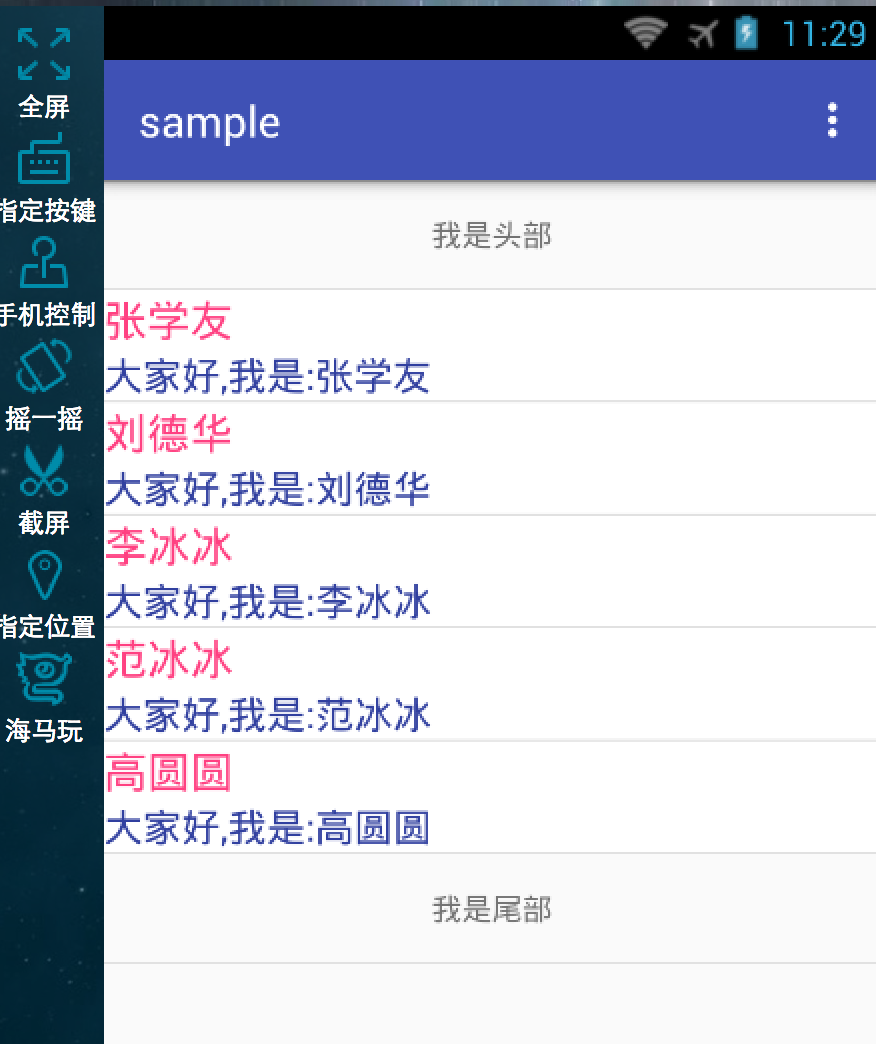 11:29
全屏
指定按键
手机控制
摇一摇
截屏
指定位置
海马玩
sample
我是头部
张学友
大家好,我是:张学友
刘德华
大家好,我是:刘德华
李冰冰
大家好,我是:李冰冰
范冰冰
大家好,我是:范冰冰
高圆圆
大家好,我是:高圆圆
我是尾部